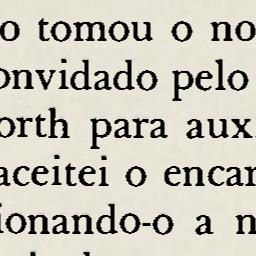 o tomou o no
onvidado pelo
orth para aux
aceitei o encar
ionando-o a n